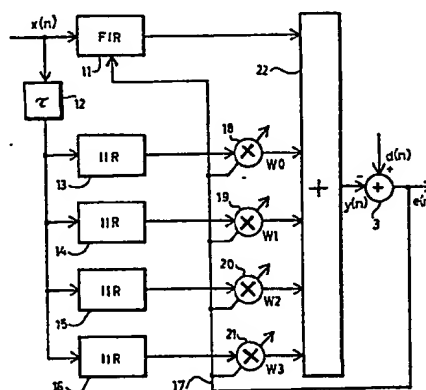 x(n)
FIR
11
22
τ
12
IIR
13
18
W0
d(n)
+
+
-
+
y(n)
3
e(n
IIR
14
19
W1
IIR
15
20
W2
IIR
16
17
21
W3